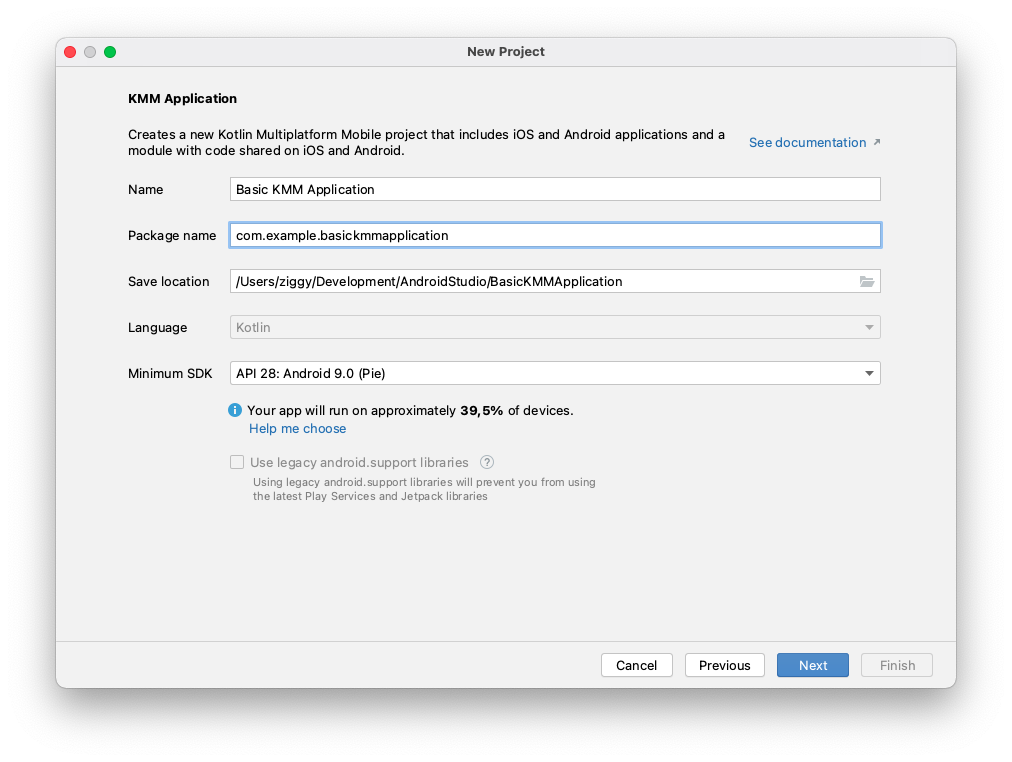 New Project
KMM Application
Creates a new Kotlin Multiplatform Mobile project that includes iOS and Android applications and a
module with code shared on iOS and Android.
See documentation ↗
Name
Basic KMM Application
Package name
com.example.basickmmapplication
Save location
/Users/ziggy/Development/AndroidStudio/BasicKMMApplication
Language
Kotlin
Minimum SDK
API 28: Android 9.0 (Pie)
Your app will run on approximately 39,5% of devices.
Help me choose
Use legacy android.support libraries ?
Using legacy android.support libraries will prevent you from using
the latest Play Services and Jetpack libraries
Cancel
Previous
Next
Finish